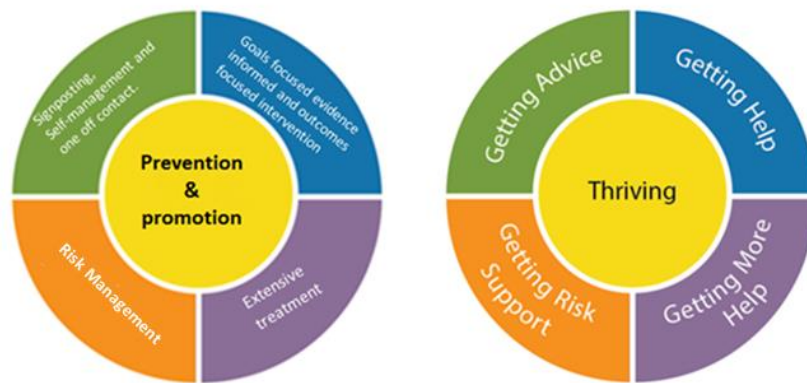 Signposting,
Self-management and
one off contact.
Goals focused evidence
informed and outcomes
focused intervention
Prevention
&
promotion
Risk Management
Extensive
treatment
Getting Advice
Getting Help
Thriving
Getting Risk
Support
Getting More
Help